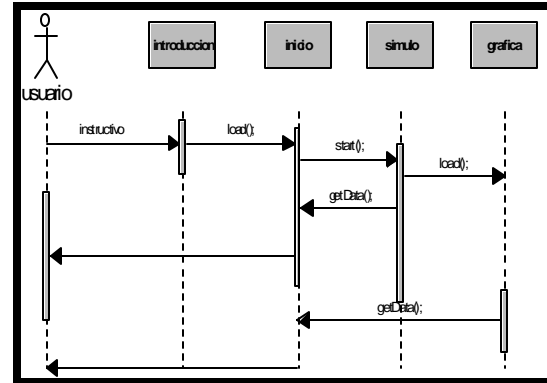 introduccion
inicio
simulo
grafica
usuario
instructivo
load();
start();
load();
getData();
getData();